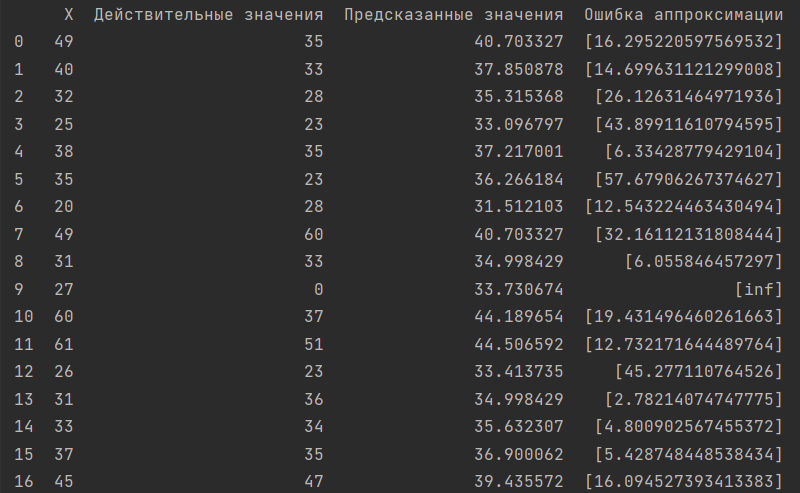 X Действительные значения Предсказанные значения Ошибка аппроксимации
0 49 35 40.703327 [16.295220597569532]
1 40 33 37.850878 [14.699631121299008]
2 32 28 35.315368 [26.12631464971936]
3 25 23 33.096797 [43.89911610794595]
4 38 35 37.217001 [6.33428779429104]
5 35 23 36.266184 [57.67906267374627]
6 20 28 31.512103 [12.543224463430494]
7 49 60 40.703327 [32.16112131808444]
8 31 33 34.998429 [6.055846457297]
9 27 0 33.730674 [inf]
10 60 37 44.189654 [19.431496460261663]
11 61 51 44.506592 [12.732171644489764]
12 26 23 33.413735 [45.277110764526]
13 31 36 34.998429 [2.78214074747775]
14 33 34 35.632307 [4.800902567455372]
15 37 35 36.900062 [5.428748448538434]
16 45 47 39.435572 [16.094527393413383]